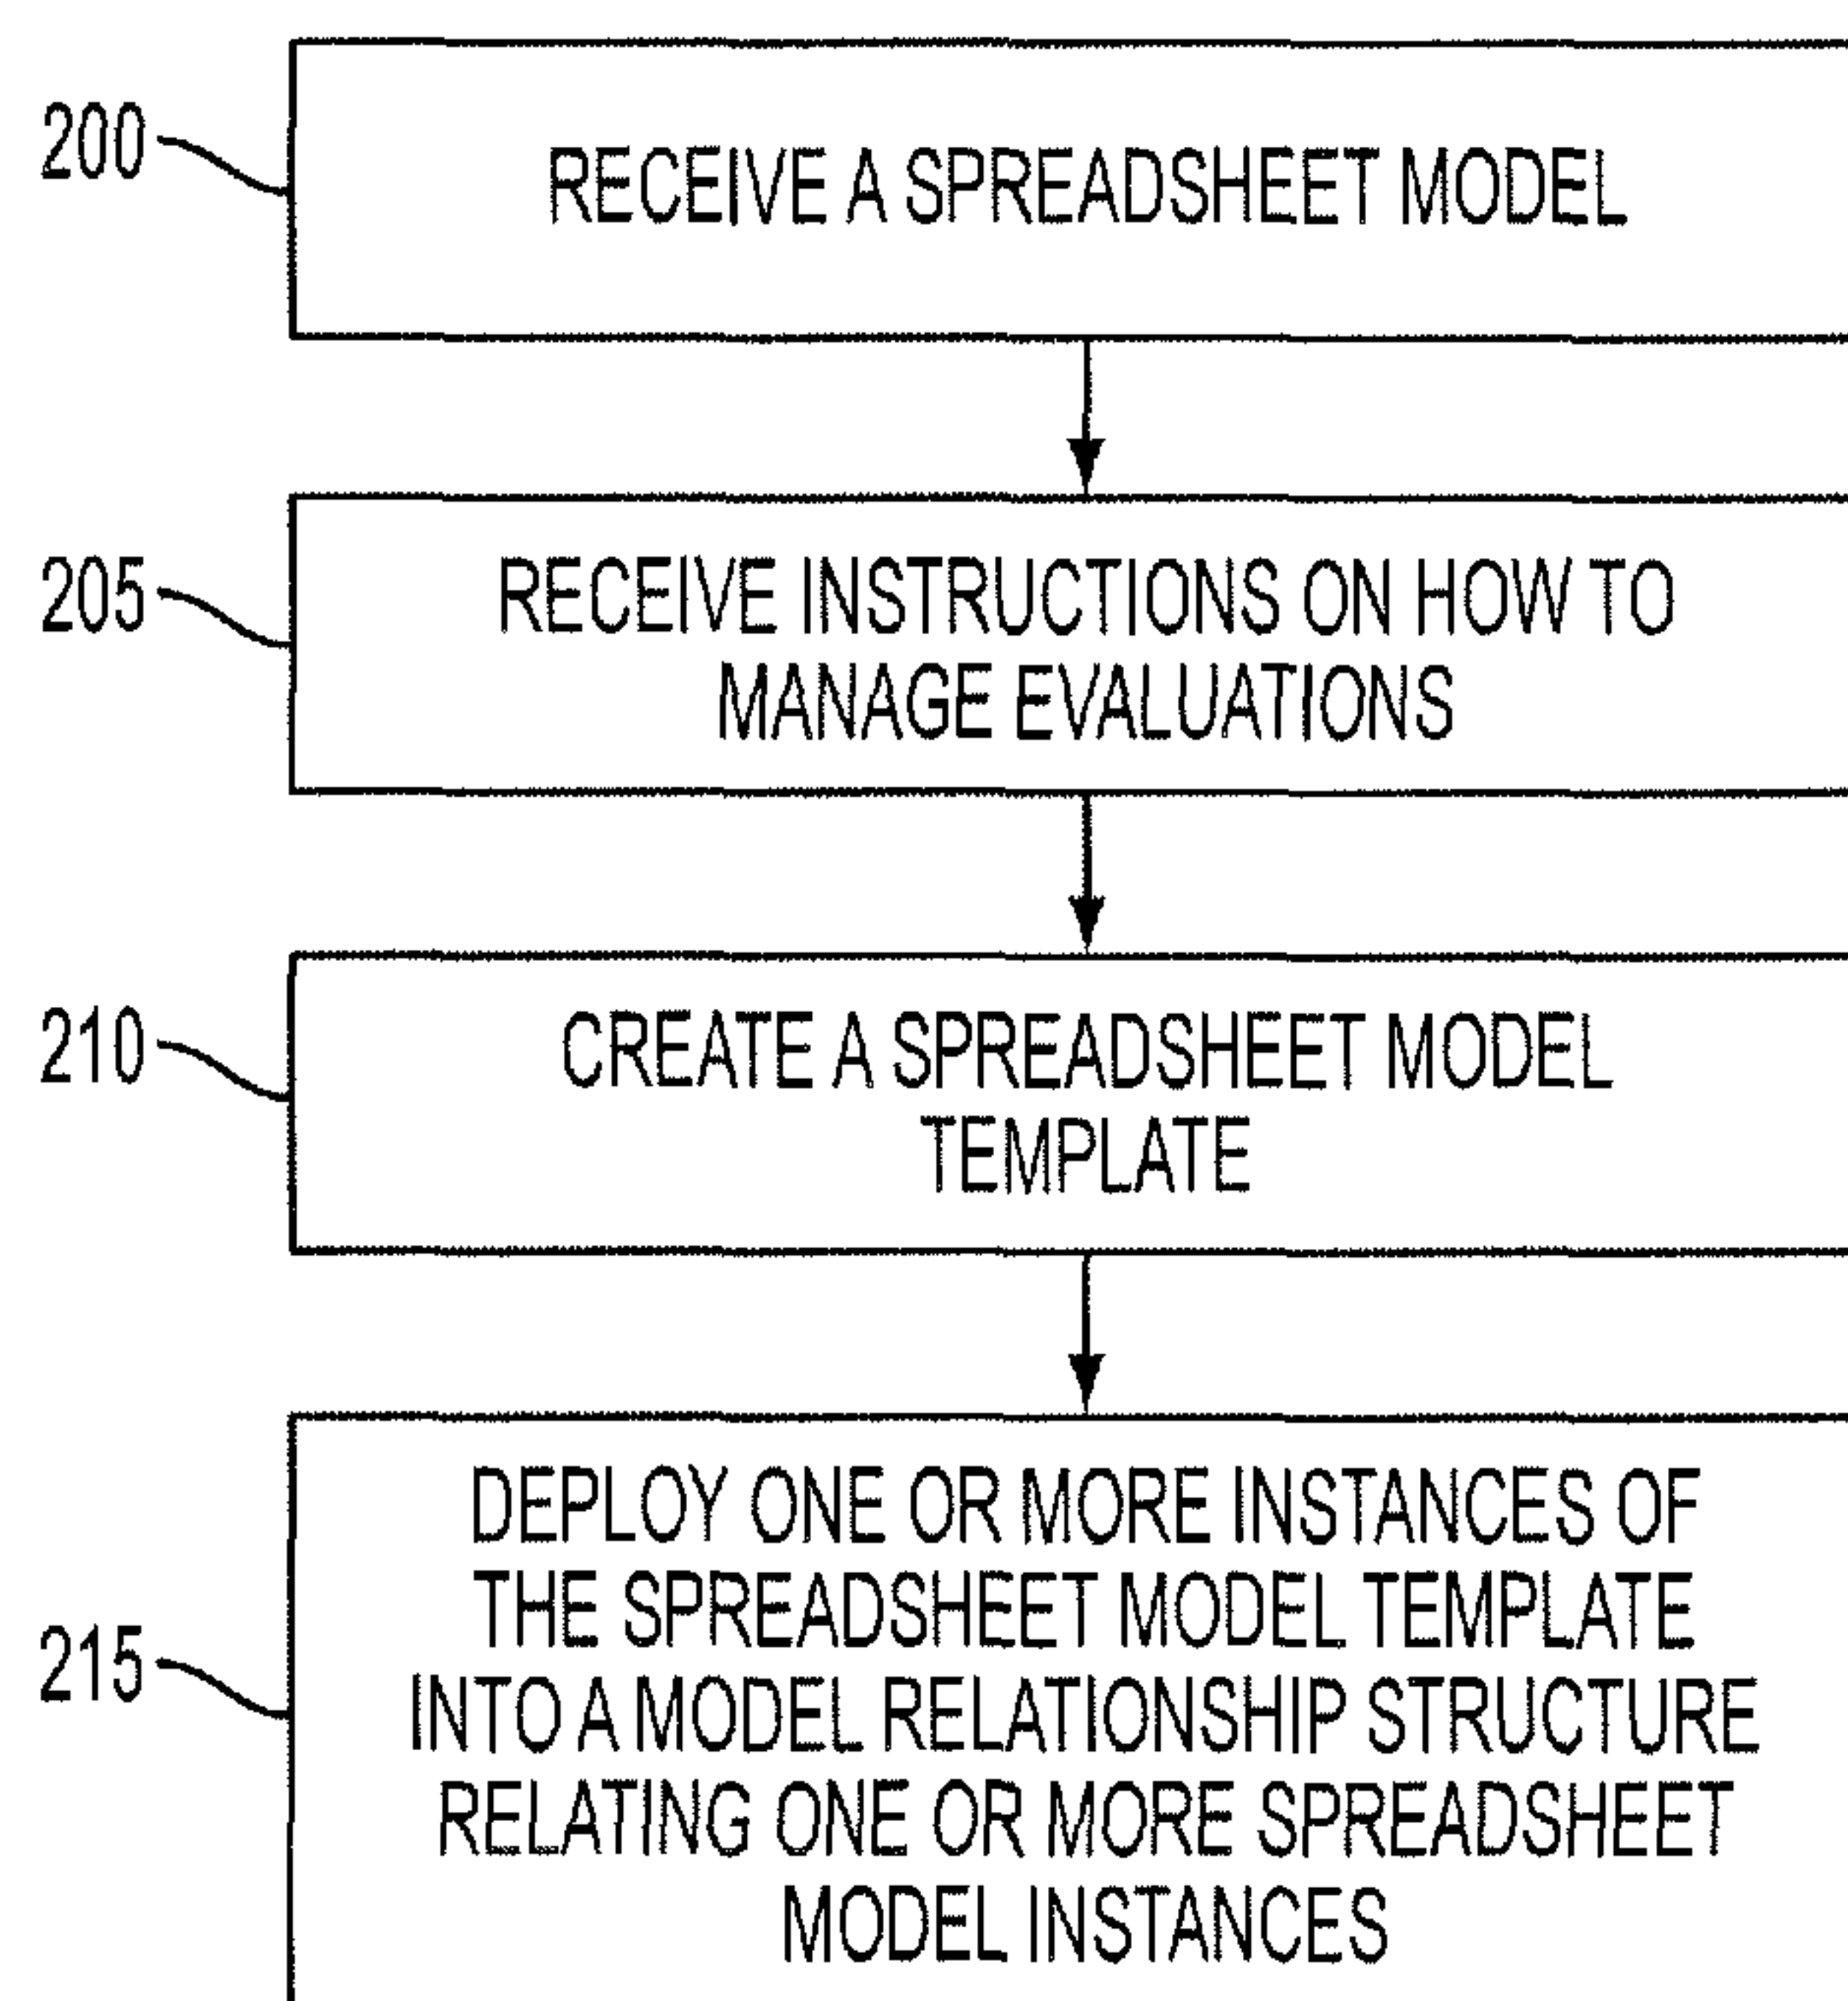 200
RECEIVE A SPREADSHEET MODEL
205
RECEIVE INSTRUCTIONS ON HOW TO
MANAGE EVALUATIONS
210
CREATE A SPREADSHEET MODEL
TEMPLATE
215
DEPLOY ONE OR MORE INSTANCES OF
THE SPREADSHEET MODEL TEMPLATE
INTO A MODEL RELATIONSHIP STRUCTURE
RELATING ONE OR MORE SPREADSHEET
MODEL INSTANCES